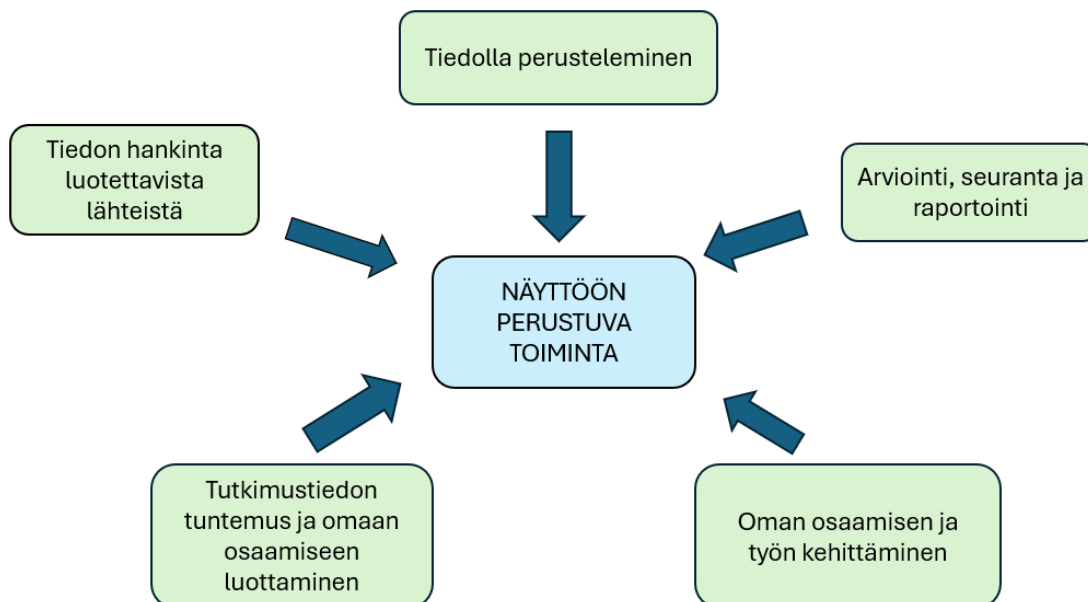 Tiedolla perusteleminen
Tiedon hankinta
luotettavista
lähteistä
Arviointi, seuranta ja
raportointi
NÄYTTÖÖN
PERUSTUVA
TOIMINTA
Tutkimustiedon
tuntemus ja omaan
osaamiseen
luottaminen
Oman osaamisen ja
työn kehittäminen